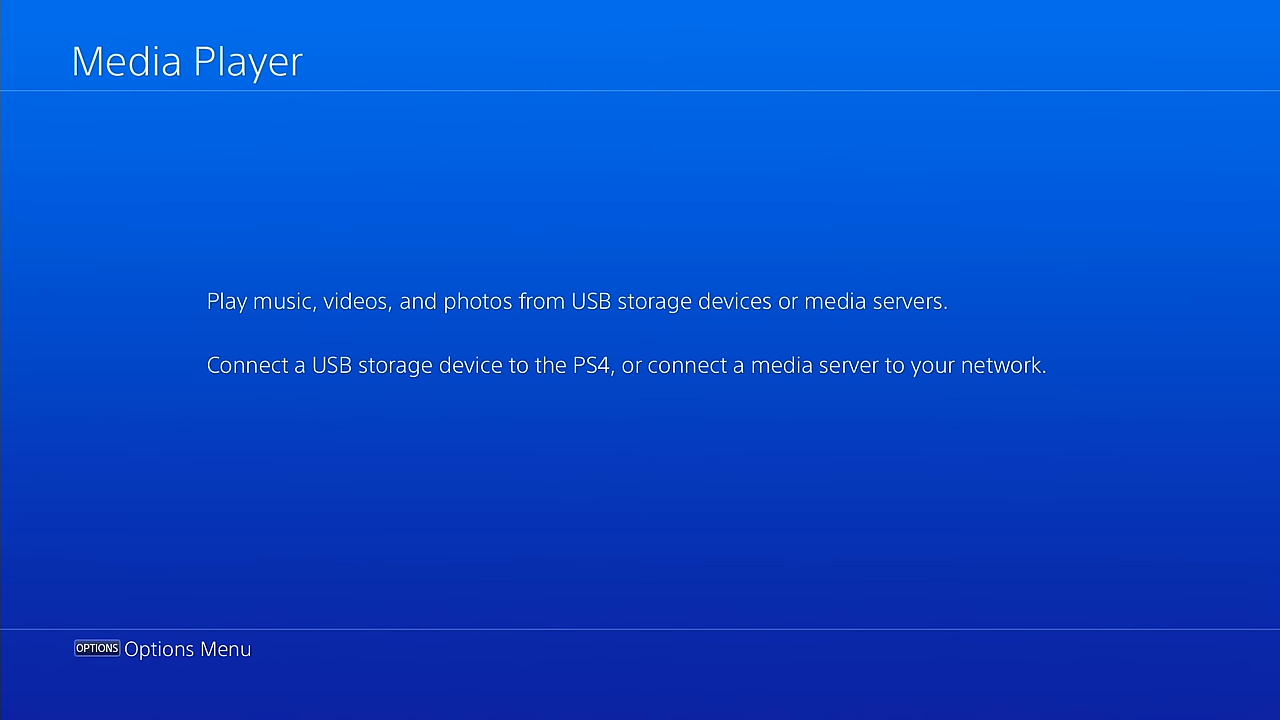 Media Player
Play music, videos, and photos from USB storage devices or media servers.
Connect a USB storage device to the PS4, or connect a media server to your network.
OPTIONS Options Menu